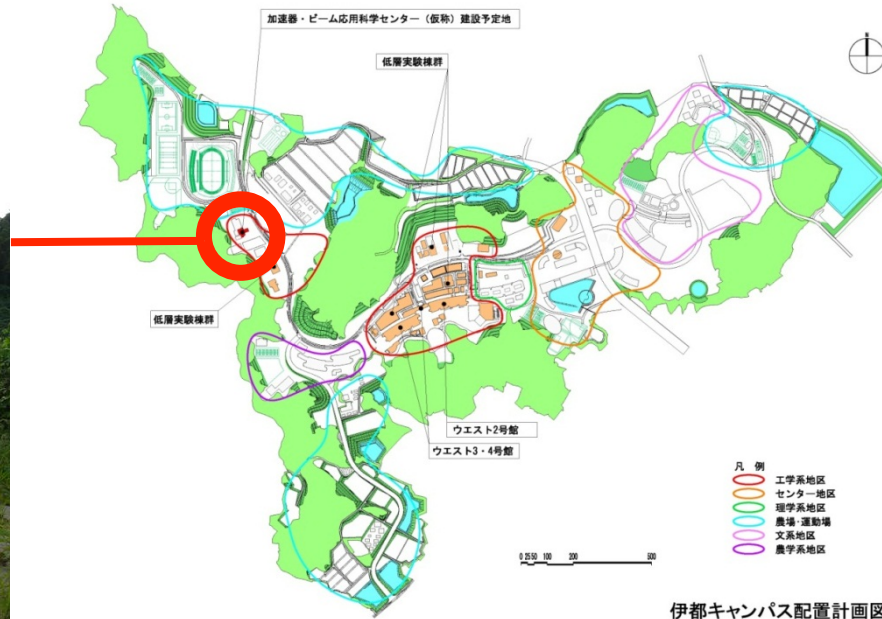 加速器・ビーム応用科学センター（仮称）建設予定地
低層実験棟群
N
低層実験棟群
ウエスト2号館
ウエスト3・4号館
凡　例
工学系地区
センター地区
理学系地区
農場・運動場
文系地区
農学系地区
0 25 50 100 200 500
伊都キャンパス配置計画図